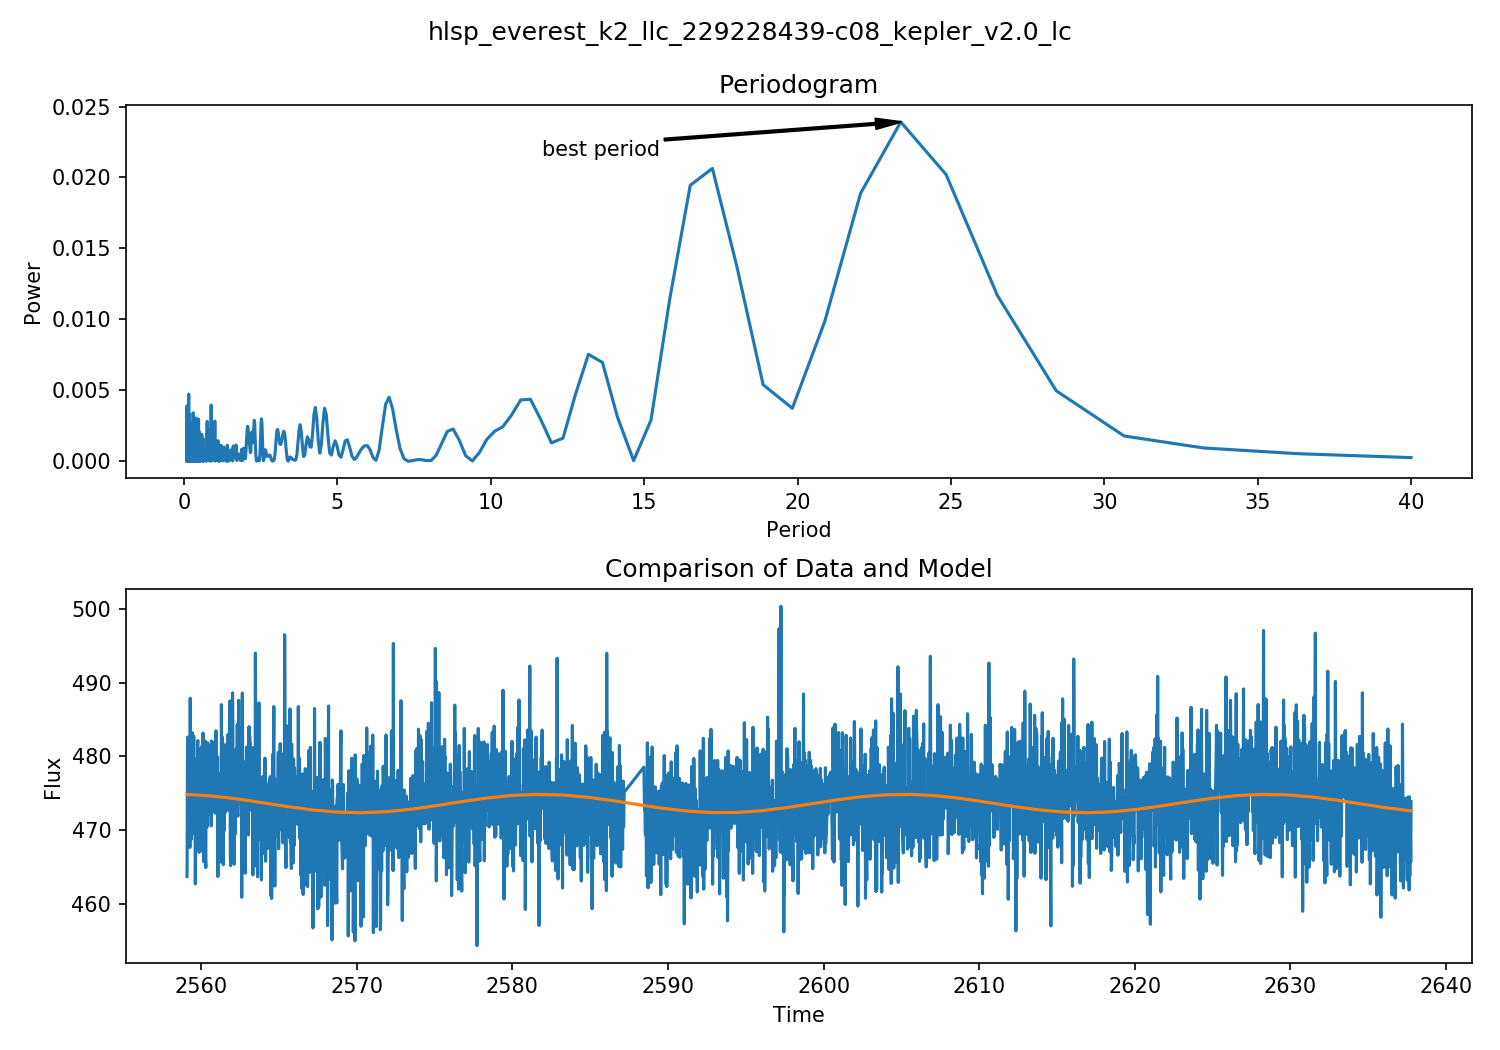 hlsp_everest_k2_llc_229228439-c08_kepler_v2.0_lc
Periodogram
0.025
0.020
0.015
0.010
0.005
0.000
Power
best period
0 5 10 15 20 25 30 35 40
Period
Comparison of Data and Model
500
490
480
470
460
Flux
2560 2570 2580 2590 2600 2610 2620 2630 2640
Time